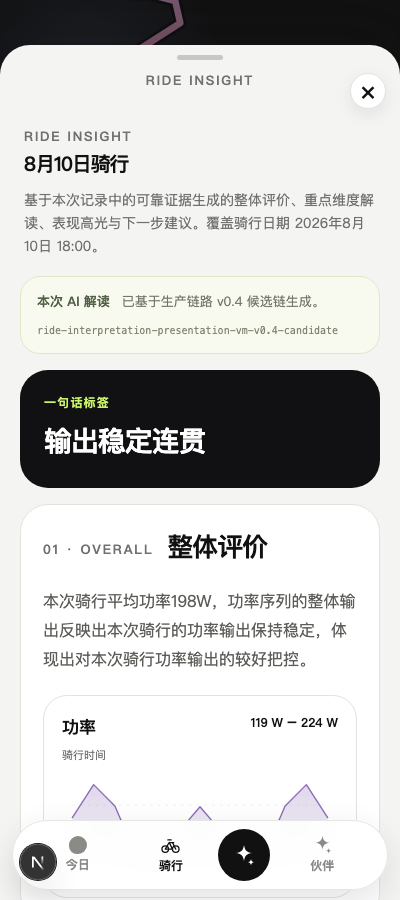 RIDE INSIGHT
RIDE INSIGHT
8月10日骑行
基于本次记录中的可靠证据生成的整体评价、重点维度解
读、表现高光与下一步建议。覆盖骑行日期 2026年8月
10日 18:00。
本次 AI 解读 已基于生产链路 v0.4 候选链生成。
ride-interpretation-presentation-vm-v0.4-candidate
一句话标签
输出稳定连贯
01 · OVERALL 整体评价
本次骑行平均功率198W，功率序列的整体输
出反映出本次骑行的功率输出保持稳定，体
现出对本次骑行功率输出的较好把控。
功率 119 W – 224 W
骑行时间
N 今日 骑行 伙伴